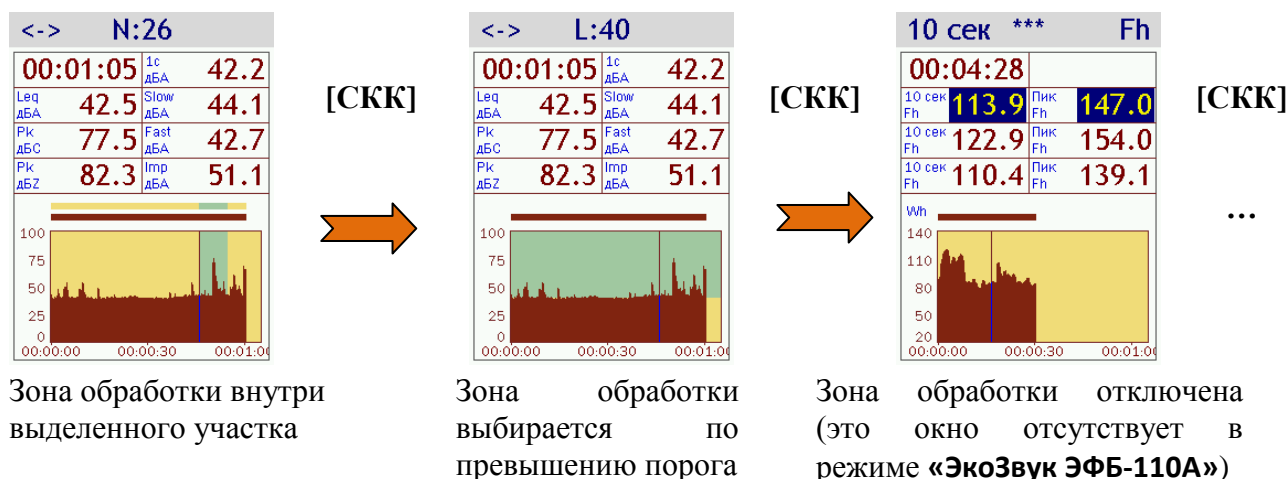 <-> N:26
00:01:05 1с дБА 42.2
Leq дБА 42.5 Slow дБА 44.1
Pk дБС 77.5 Fast дБА 42.7
Pk дБZ 82.3 Imp дБА 51.1
100
75
50
25
0
00:00:00 00:00:30 00:01:00
[СКК]
<-> L:40
00:01:05 1с дБА 42.2
Leq дБА 42.5 Slow дБА 44.1
Pk дБС 77.5 Fast дБА 42.7
Pk дБZ 82.3 Imp дБА 51.1
100
75
50
25
0
00:00:00 00:00:30 00:01:00
[СКК]
10 сек *** Fh
00:04:28
10 сек Fh 113.9 Пик Fh 147.0
10 сек Fh 122.9 Пик Fh 154.0
10 сек Fh 110.4 Пик Fh 139.1
Wh
140
110
80
50
20
00:00:00 00:00:30 00:01:00
[СКК]
...
Зона обработки внутри
выделенного участка
Зона обработки
выбирается по
превышению порога
Зона обработки отключена
(это окно отсутствует в
режиме «ЭкоЗвук ЭФБ-110А»)